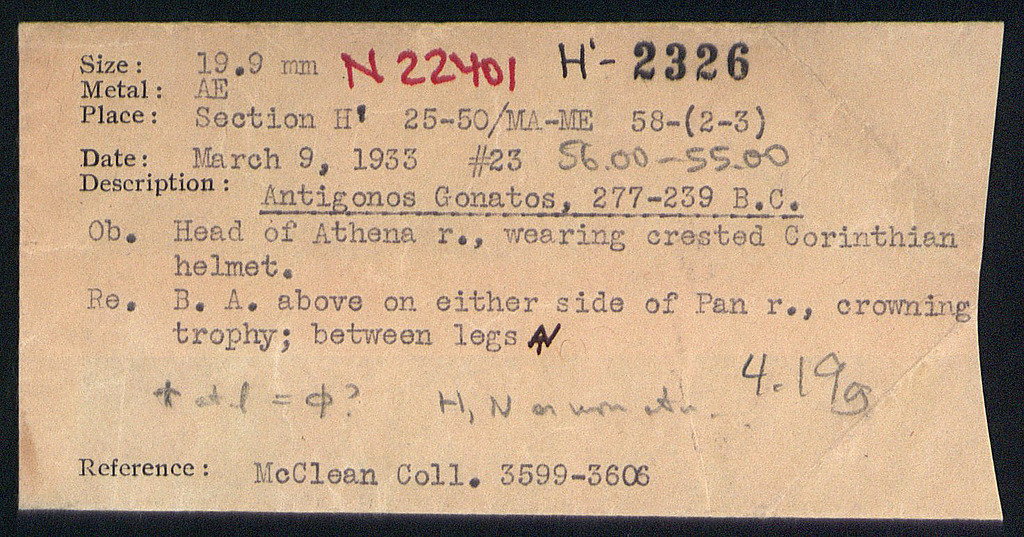 Size: 19.9 mm N 22401 H'-2326
Metal: AE
Place: Section H' 25-50/MA-ME 58-(2-3)
Date: March 9, 1933 #23 56.00-55.00
Description:
Antigonos Gonatos, 277-239 B.C.
Ob. Head of Athena r., wearing crested Corinthian
helmet.
Re. B. A. above on either side of Pan r., crowning
trophy; between legs
4.19g
at l = ϕ? H, N
Reference: McClean Coll. 3599-3606